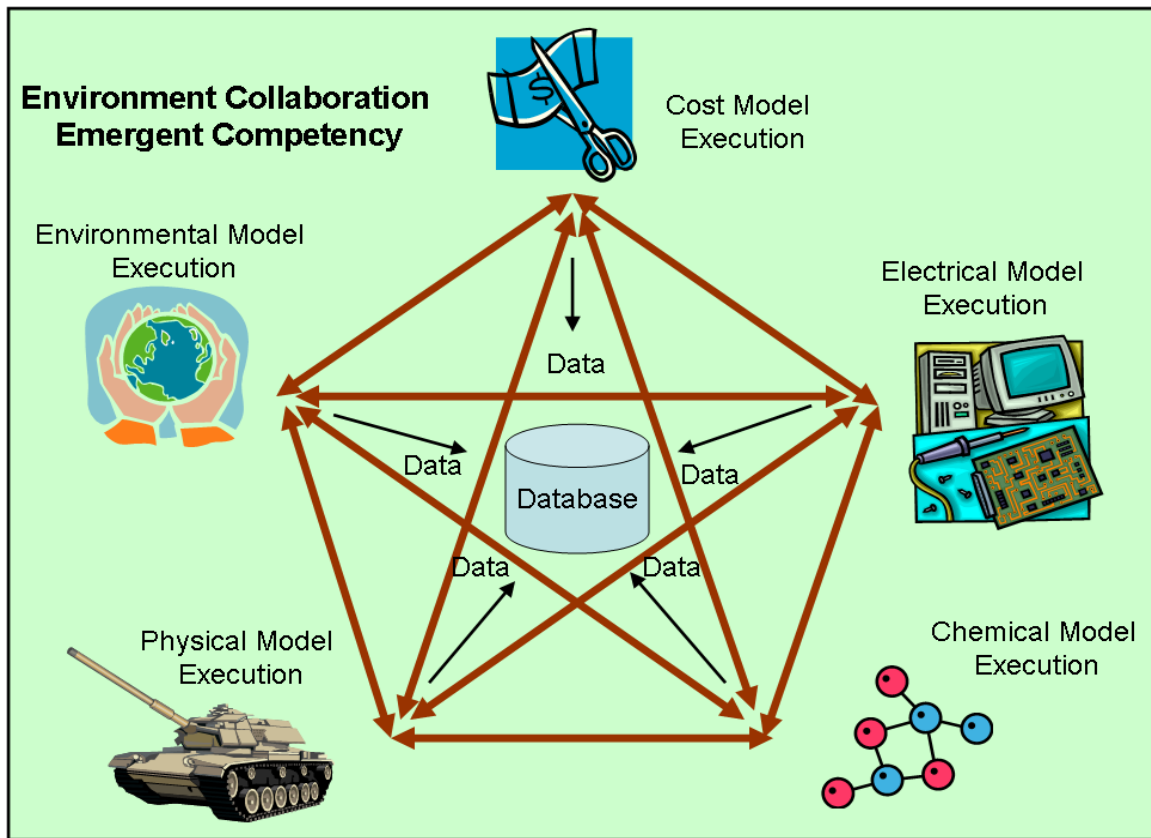 Environment Collaboration
Emergent Competency
$
Cost Model
Execution
Environmental Model
Execution
Electrical Model
Execution
Data
Data
Data
Database
Data
Data
Physical Model
Execution
Chemical Model
Execution